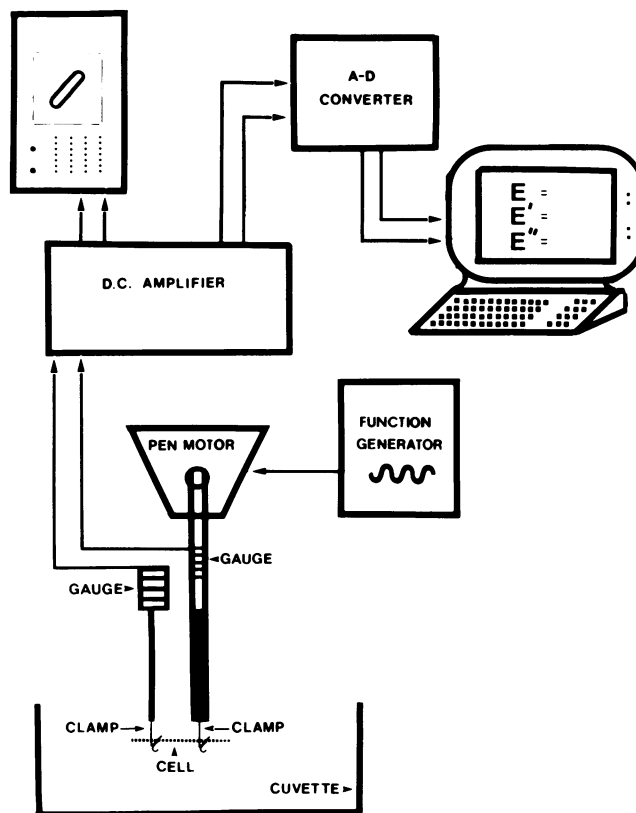 A-D
CONVERTER
E =
E' =
E" =
D.C. AMPLIFIER
PEN MOTOR
FUNCTION
GENERATOR
GAUGE
GAUGE
CLAMP
CLAMP
CELL
CUVETTE